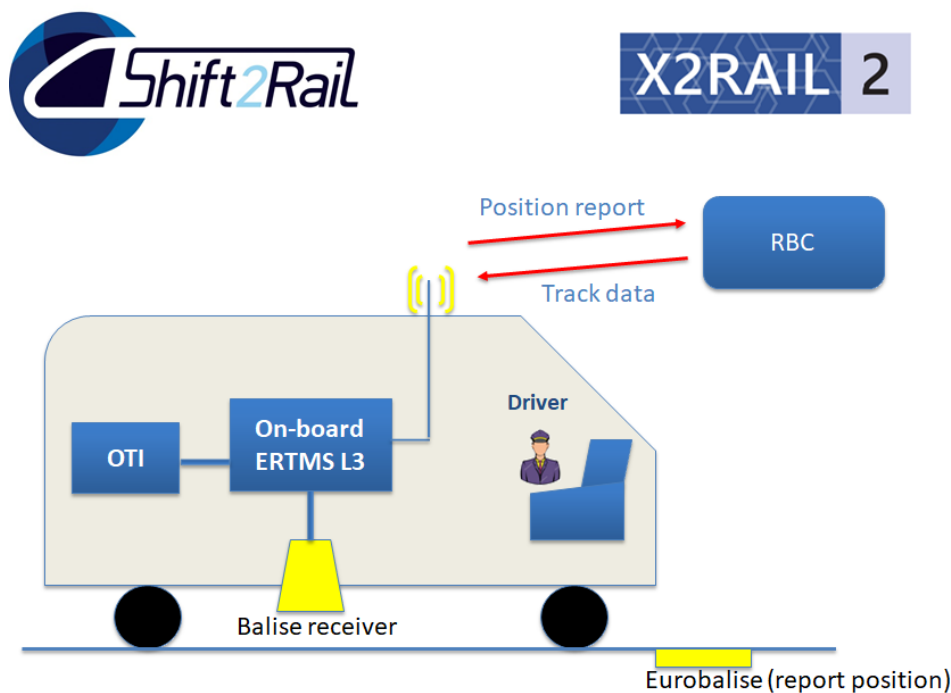 Shift2Rail
X2RAIL 2
Position report
RBC
Track data
Driver
On-board
ERTMS L3
OTI
Balise receiver
Eurobalise (report position)